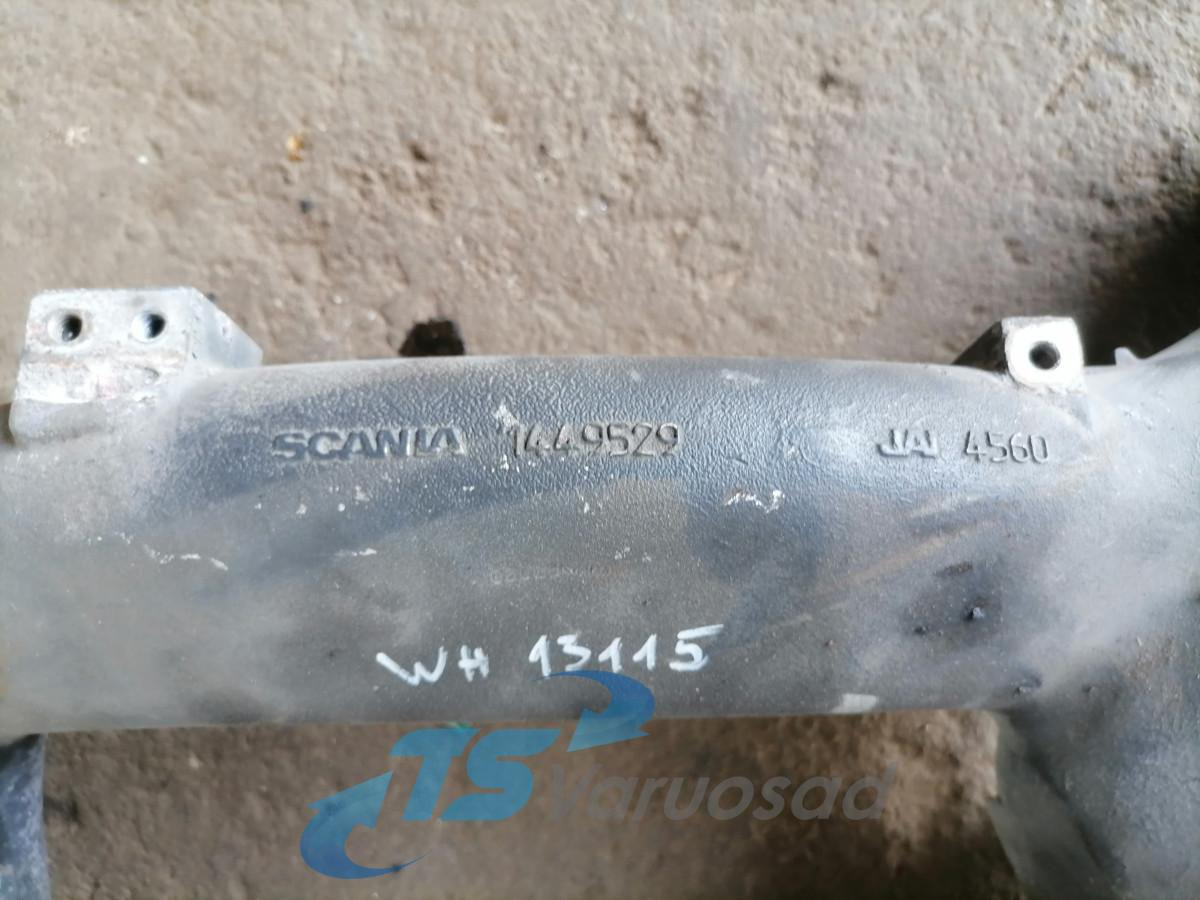 SCANIA 1449529 JAI 4560
WH 13115
TS Varuosad